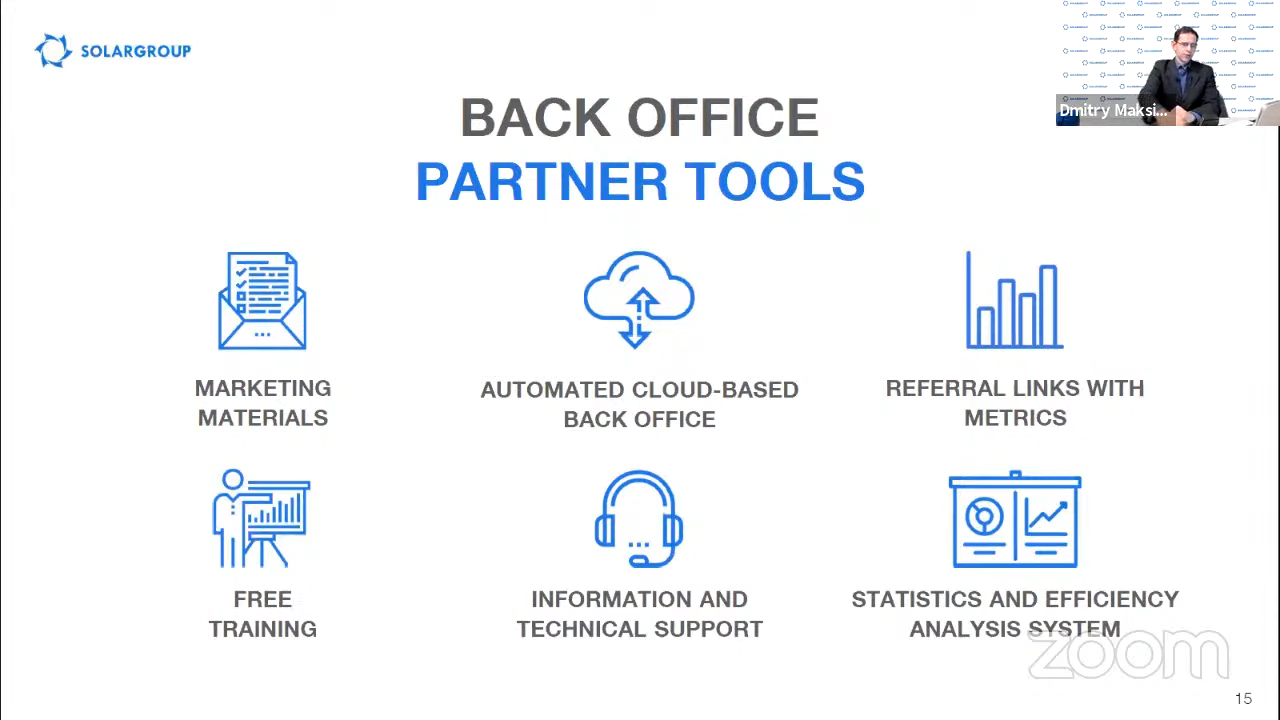 SOLARGROUP
Dmitry Maksi...
BACK OFFICE
PARTNER TOOLS
MARKETING
MATERIALS
AUTOMATED CLOUD-BASED
BACK OFFICE
REFERRAL LINKS WITH
METRICS
FREE
TRAINING
INFORMATION AND
TECHNICAL SUPPORT
STATISTICS AND EFFICIENCY
ANALYSIS SYSTEM
zoom
15